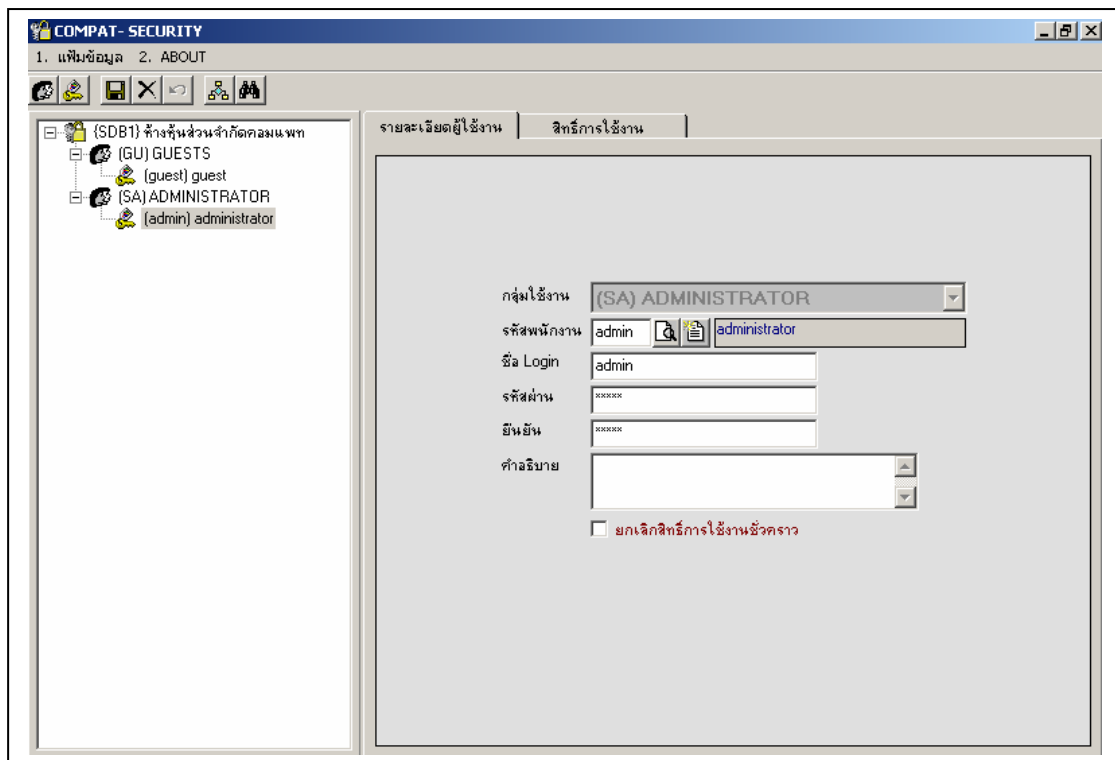 COMPAT- SECURITY
1. แฟ้มข้อมูล 2. ABOUT
{SDB1} ห้างหุ้นส่วนจำกัดคอมแพท
(GU) GUESTS
(guest) guest
(SA) ADMINISTRATOR
(admin) administrator
รายละเอียดผู้ใช้งาน สิทธิ์การใช้งาน
กลุ่มใช้งาน (SA) ADMINISTRATOR
รหัสพนักงาน admin administrator
ชื่อ Login admin
รหัสผ่าน xxxxx
ยืนยัน xxxxx
คำอธิบาย
ยกเลิกสิทธิ์การใช้งานชั่วคราว